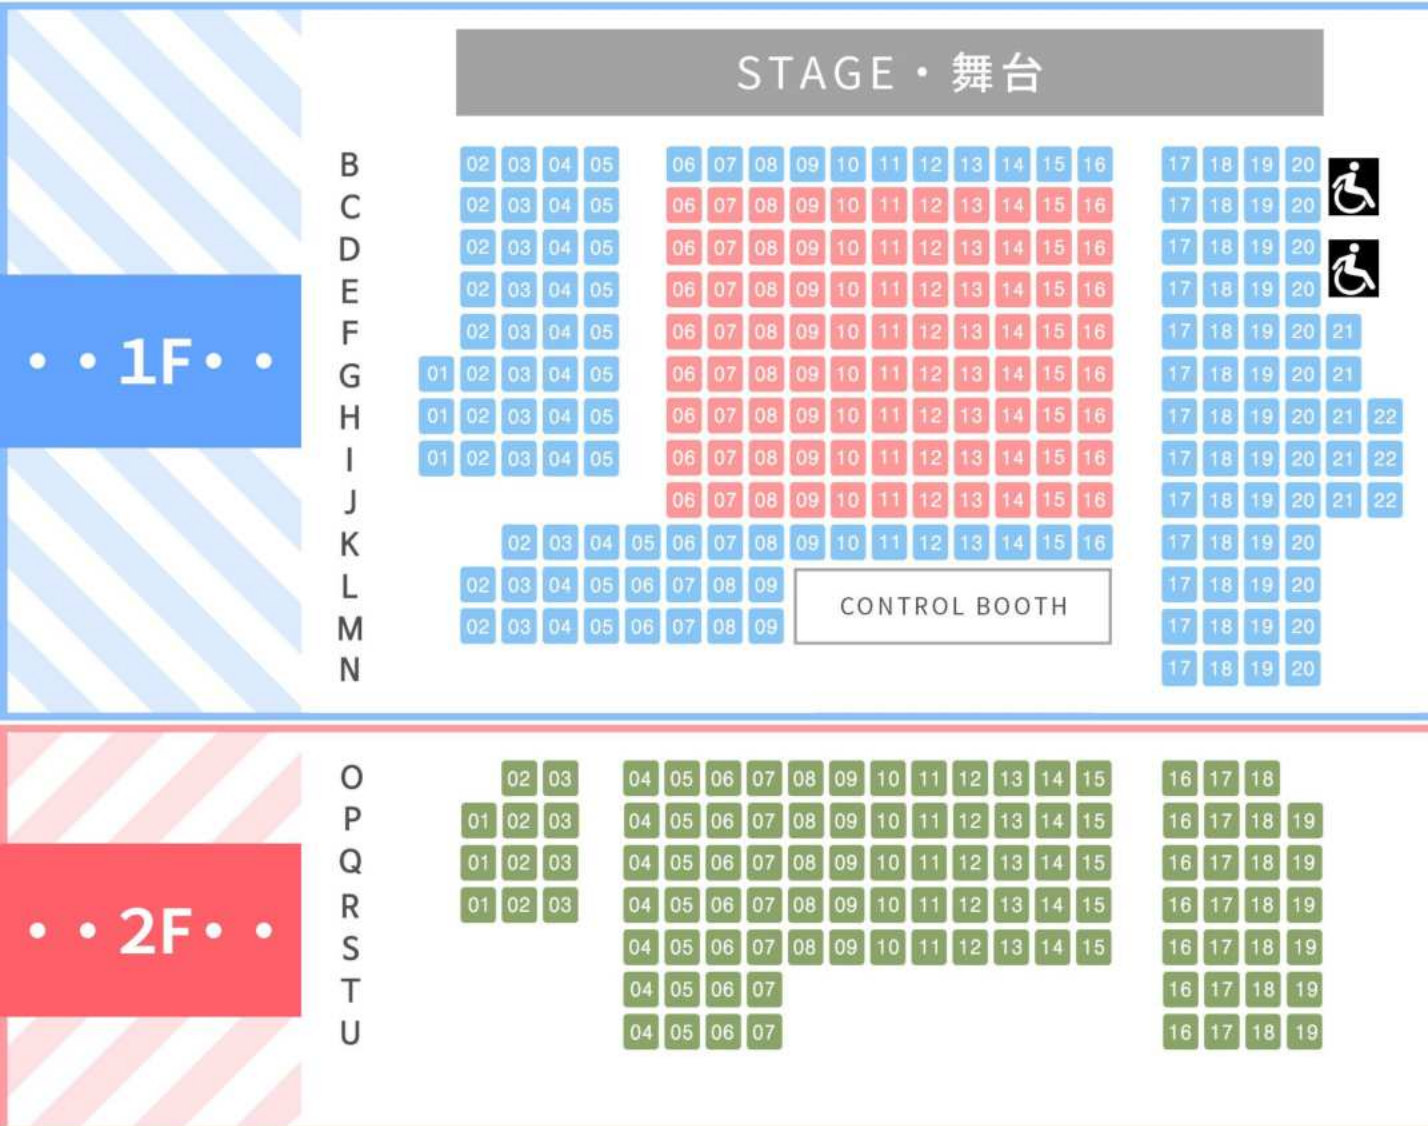 STAGE・舞台
B 02 03 04 05 06 07 08 09 10 11 12 13 14 15 16 17 18 19 20
C 02 03 04 05 06 07 08 09 10 11 12 13 14 15 16 17 18 19 20
D 02 03 04 05 06 07 08 09 10 11 12 13 14 15 16 17 18 19 20
E 02 03 04 05 06 07 08 09 10 11 12 13 14 15 16 17 18 19 20
F 02 03 04 05 06 07 08 09 10 11 12 13 14 15 16 17 18 19 20 21
••1F••
G 01 02 03 04 05 06 07 08 09 10 11 12 13 14 15 16 17 18 19 20 21
H 01 02 03 04 05 06 07 08 09 10 11 12 13 14 15 16 17 18 19 20 21 22
I 01 02 03 04 05 06 07 08 09 10 11 12 13 14 15 16 17 18 19 20 21 22
J 06 07 08 09 10 11 12 13 14 15 16 17 18 19 20 21 22
K 02 03 04 05 06 07 08 09 10 11 12 13 14 15 16 17 18 19 20
L 02 03 04 05 06 07 08 09 17 18 19 20
CONTROL BOOTH
M 02 03 04 05 06 07 08 09 17 18 19 20
N 17 18 19 20
O 02 03 04 05 06 07 08 09 10 11 12 13 14 15 16 17 18
P 01 02 03 04 05 06 07 08 09 10 11 12 13 14 15 16 17 18 19
Q 01 02 03 04 05 06 07 08 09 10 11 12 13 14 15 16 17 18 19
R 01 02 03 04 05 06 07 08 09 10 11 12 13 14 15 16 17 18 19
••2F••
S 04 05 06 07 08 09 10 11 12 13 14 15 16 17 18 19
T 04 05 06 07 16 17 18 19
U 04 05 06 07 16 17 18 19